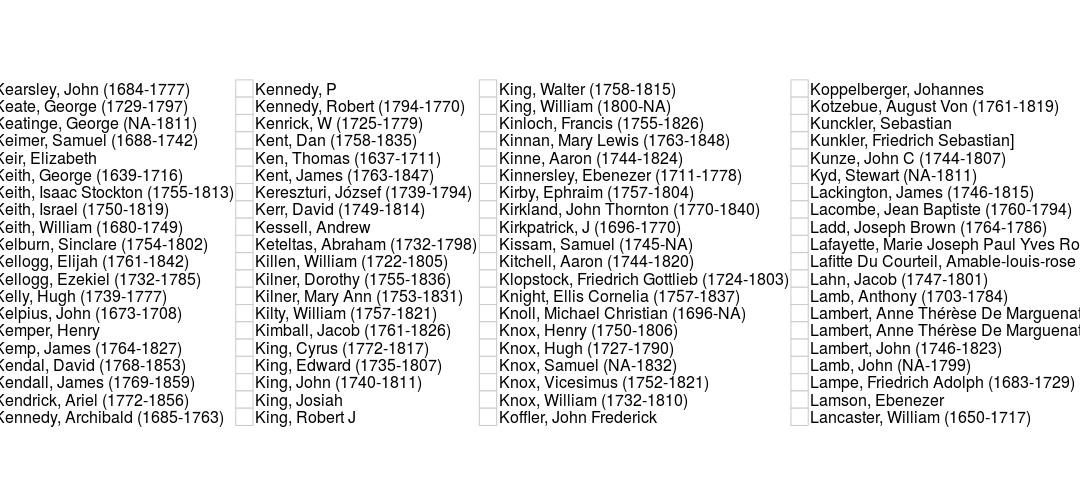 Kearsley, John (1684-1777)
Keate, George (1729-1797)
Keatinge, George (NA-1811)
Keimer, Samuel (1688-1742)
Keir, Elizabeth
Keith, George (1639-1716)
Keith, Isaac Stockton (1755-1813)
Keith, Israel (1750-1819)
Keith, William (1680-1749)
Kelburn, Sinclare (1754-1802)
Kellogg, Elijah (1761-1842)
Kellogg, Ezekiel (1732-1785)
Kelly, Hugh (1739-1777)
Kelpius, John (1673-1708)
Kemper, Henry
Kemp, James (1764-1827)
Kendal, David (1768-1853)
Kendall, James (1769-1859)
Kendrick, Ariel (1772-1856)
Kennedy, Archibald (1685-1763)
Kennedy, P
Kennedy, Robert (1794-1770)
Kenrick, W (1725-1779)
Kent, Dan (1758-1835)
Ken, Thomas (1637-1711)
Kent, James (1763-1847)
Kereszturi, József (1739-1794)
Kerr, David (1749-1814)
Kessell, Andrew
Keteltas, Abraham (1732-1798)
Killen, William (1722-1805)
Kilner, Dorothy (1755-1836)
Kilner, Mary Ann (1753-1831)
Kilty, William (1757-1821)
Kimball, Jacob (1761-1826)
King, Cyrus (1772-1817)
King, Edward (1735-1807)
King, John (1740-1811)
King, Josiah
King, Robert J
King, Walter (1758-1815)
King, William (1800-NA)
Kinloch, Francis (1755-1826)
Kinnan, Mary Lewis (1763-1848)
Kinne, Aaron (1744-1824)
Kinnersley, Ebenezer (1711-1778)
Kirby, Ephraim (1757-1804)
Kirkland, John Thornton (1770-1840)
Kirkpatrick, J (1696-1770)
Kissam, Samuel (1745-NA)
Kitchell, Aaron (1744-1820)
Klopstock, Friedrich Gottlieb (1724-1803)
Knight, Ellis Cornelia (1757-1837)
Knoll, Michael Christian (1696-NA)
Knox, Henry (1750-1806)
Knox, Hugh (1727-1790)
Knox, Samuel (NA-1832)
Knox, Vicesimus (1752-1821)
Knox, William (1732-1810)
Koffler, John Frederick
Koppelberger, Johannes
Kotzebue, August Von (1761-1819)
Kunckler, Sebastian
Kunkler, Friedrich Sebastian]
Kunze, John C (1744-1807)
Kyd, Stewart (NA-1811)
Lackington, James (1746-1815)
Lacombe, Jean Baptiste (1760-1794)
Ladd, Joseph Brown (1764-1786)
Lafayette, Marie Joseph Paul Yves Ro
Lafitte Du Courteil, Amable-louis-rose
Lahn, Jacob (1747-1801)
Lamb, Anthony (1703-1784)
Lambert, Anne Thérèse De Marguenat
Lambert, Anne Thérèse De Marguenat
Lambert, John (1746-1823)
Lamb, John (NA-1799)
Lampe, Friedrich Adolph (1683-1729)
Lamson, Ebenezer
Lancaster, William (1650-1717)